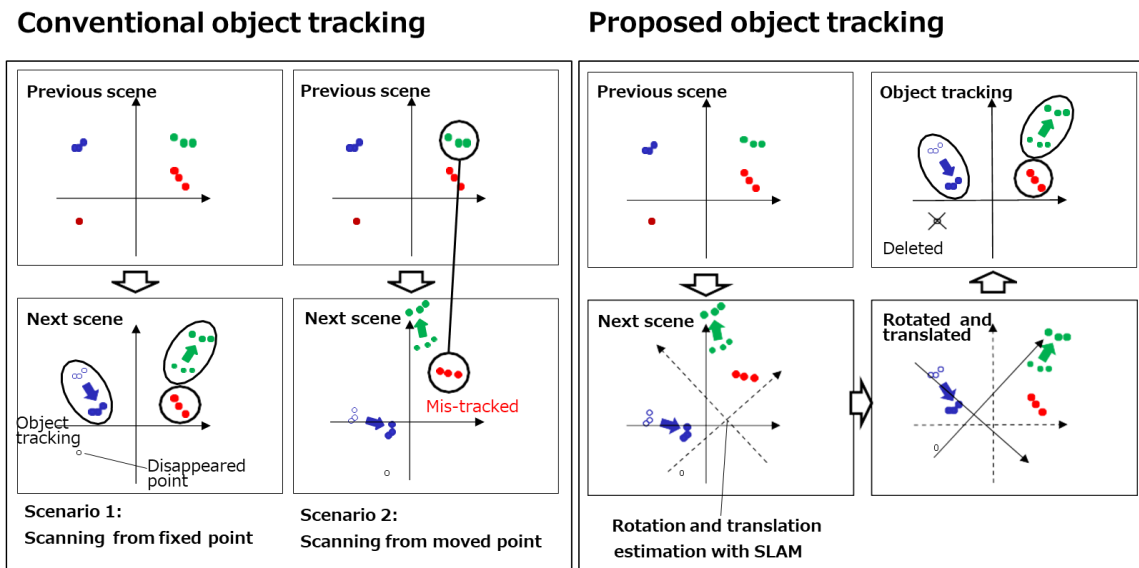 Conventional object tracking
Proposed object tracking
Previous scene
Previous scene
Next scene
Object
tracking
Disappeared
point
Next scene
Mis-tracked
Scenario 1:
Scanning from fixed point
Scenario 2:
Scanning from moved point
Previous scene
Object tracking
Deleted
Next scene
Rotated and
translated
Rotation and translation
estimation with SLAM